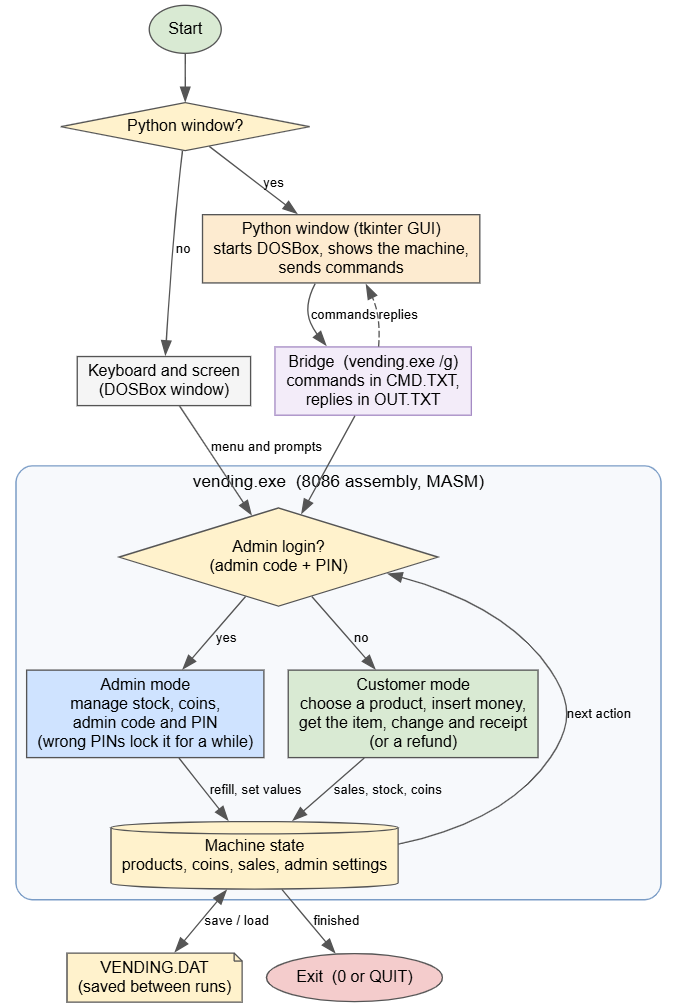 Start
Python window?
yes
no
Python window (tkinter GUI)
starts DOSBox, shows the machine,
sends commands
commands
replies
Keyboard and screen
(DOSBox window)
Bridge (vending.exe /g)
commands in CMD.TXT,
replies in OUT.TXT
menu and prompts
vending.exe (8086 assembly, MASM)
Admin login?
(admin code + PIN)
yes
no
Admin mode
manage stock, coins,
admin code and PIN
(wrong PINs lock it for a while)
Customer mode
choose a product, insert money,
get the item, change and receipt
(or a refund)
next action
refill, set values
sales, stock, coins
Machine state
products, coins, sales, admin settings
save / load
finished
VENDING.DAT
(saved between runs)
Exit (0 or QUIT)